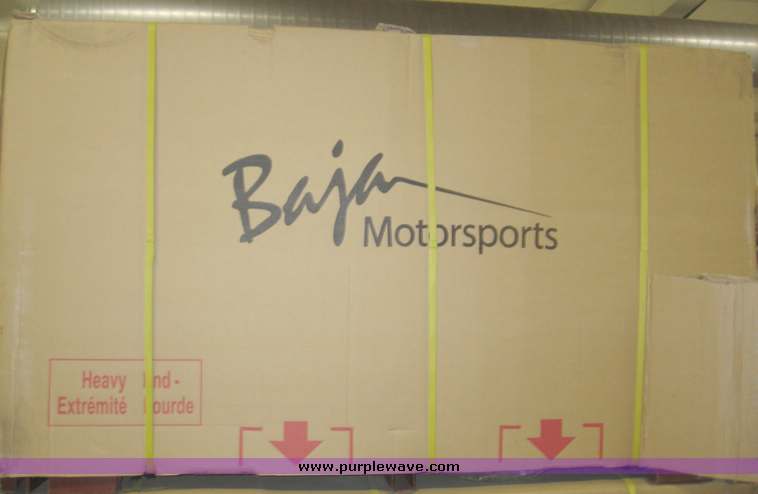 Baja
Motorsports
Heavy End -
Extrémité Lourde
www.purplewave.com